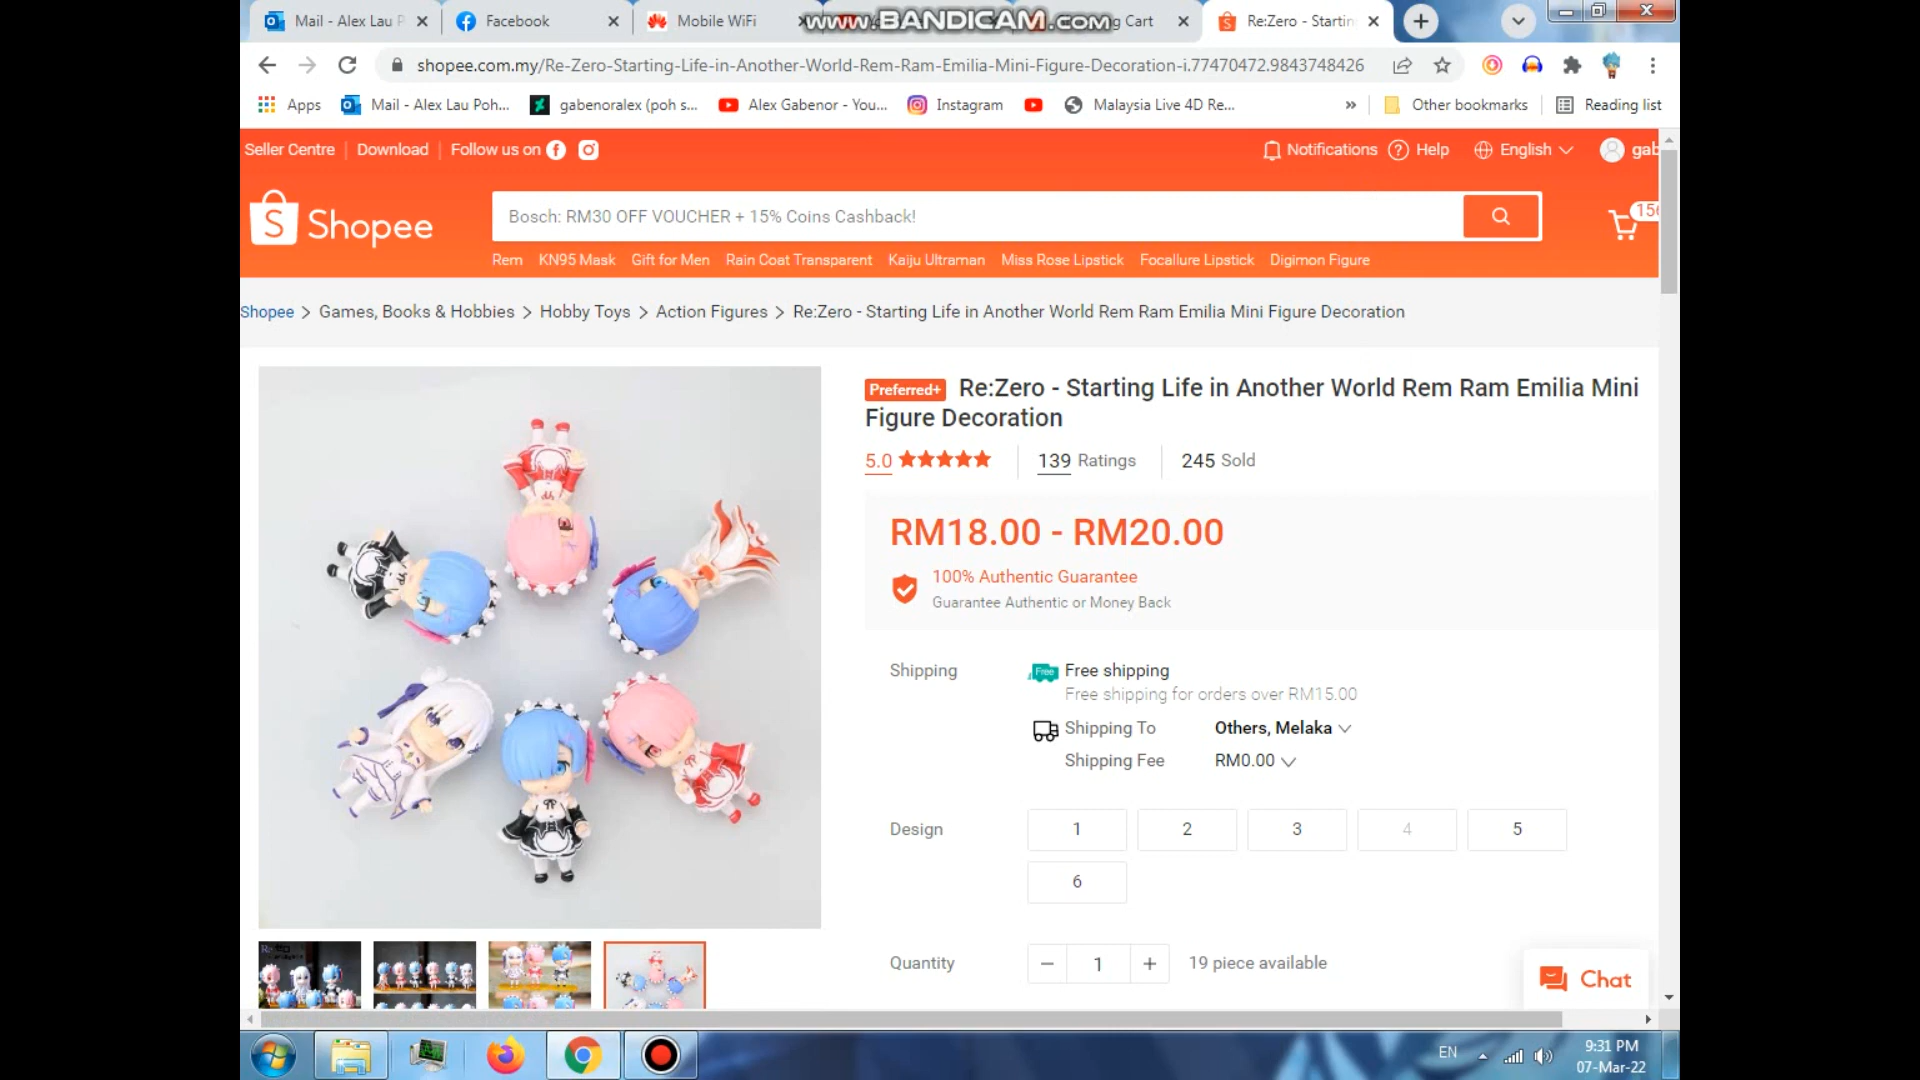 Mail - Alex Lau P
Facebook
Mobile WiFi
www.BANDICAM.com
g Cart
Re:Zero - Startin
shopee.com.my/Re-Zero-Starting-Life-in-Another-World-Rem-Ram-Emilia-Mini-Figure-Decoration-i.77470472.9843748426
Apps
Mail - Alex Lau Poh...
gabenoralex (poh s...
Alex Gabenor - You...
Instagram
Malaysia Live 4D Re...
»
Other bookmarks
Reading list
Seller Centre
Download
Follow us on
Notifications
Help
English
gab
Shopee
Bosch: RM30 OFF VOUCHER + 15% Coins Cashback!
Rem
KN95 Mask
Gift for Men
Rain Coat Transparent
Kaiju Ultraman
Miss Rose Lipstick
Focallure Lipstick
Digimon Figure
Shopee > Games, Books & Hobbies > Hobby Toys > Action Figures > Re:Zero - Starting Life in Another World Rem Ram Emilia Mini Figure Decoration
Preferred+ Re:Zero - Starting Life in Another World Rem Ram Emilia Mini
Figure Decoration
5.0
139 Ratings
245 Sold
RM18.00 - RM20.00
100% Authentic Guarantee
Guarantee Authentic or Money Back
Shipping
Free
Free shipping
Free shipping for orders over RM15.00
Shipping To
Others, Melaka
Shipping Fee
RM0.00
Design
1
2
3
4
5
6
Quantity
− 1 +
19 piece available
Chat
EN
9:31 PM
07-Mar-22